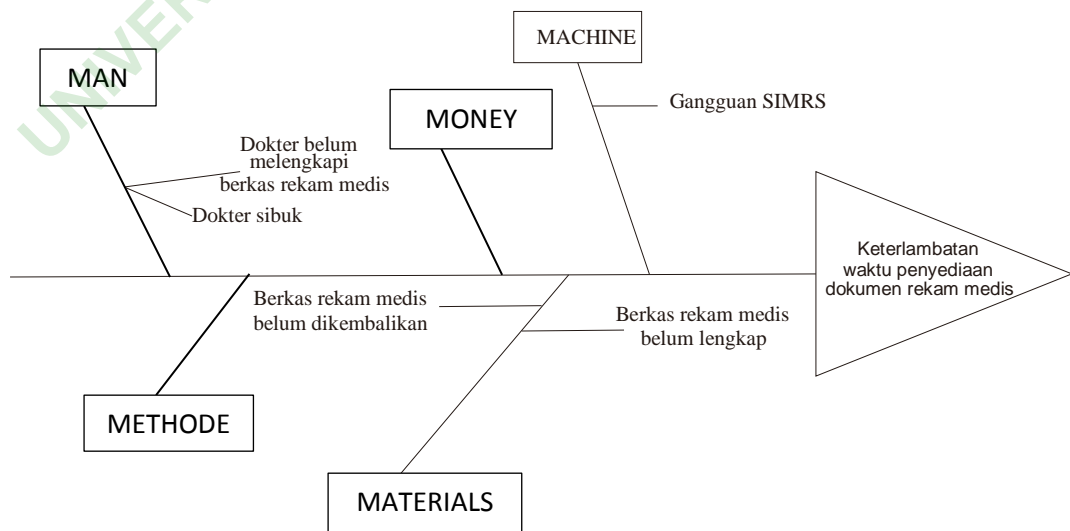 UNIVER
MACHINE
MAN
MONEY
Gangguan SIMRS
Dokter belum
melengkapi
berkas rekam medis
Dokter sibuk
Keterlambatan
waktu penyediaan
dokumen rekam medis
Berkas rekam medis
belum dikembalikan
Berkas rekam medis
belum lengkap
METHODE
MATERIALS